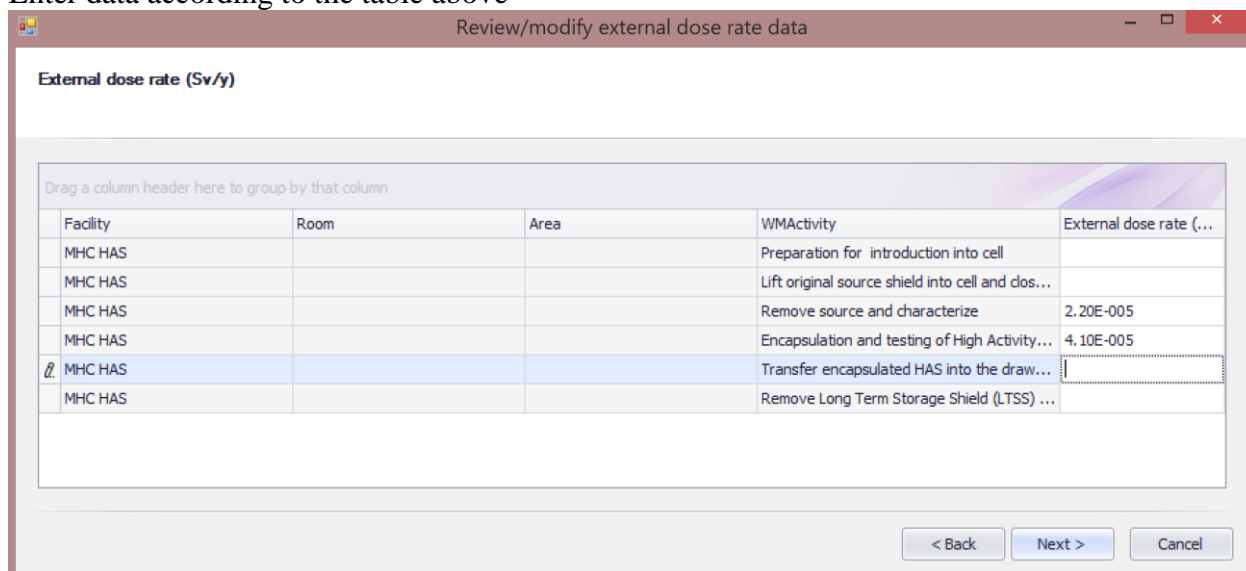 Enter data according to the table above
Review/modify external dose rate data
External dose rate (Sv/y)
Drag a column header here to group by that column
Facility Room Area WMActivity External dose rate (...
MHC HAS Preparation for introduction into cell
MHC HAS Lift original source shield into cell and clos...
MHC HAS Remove source and characterize 2.20E-005
MHC HAS Encapsulation and testing of High Activity... 4.10E-005
MHC HAS Transfer encapsulated HAS into the draw...
MHC HAS Remove Long Term Storage Shield (LTSS) ...
< Back Next > Cancel